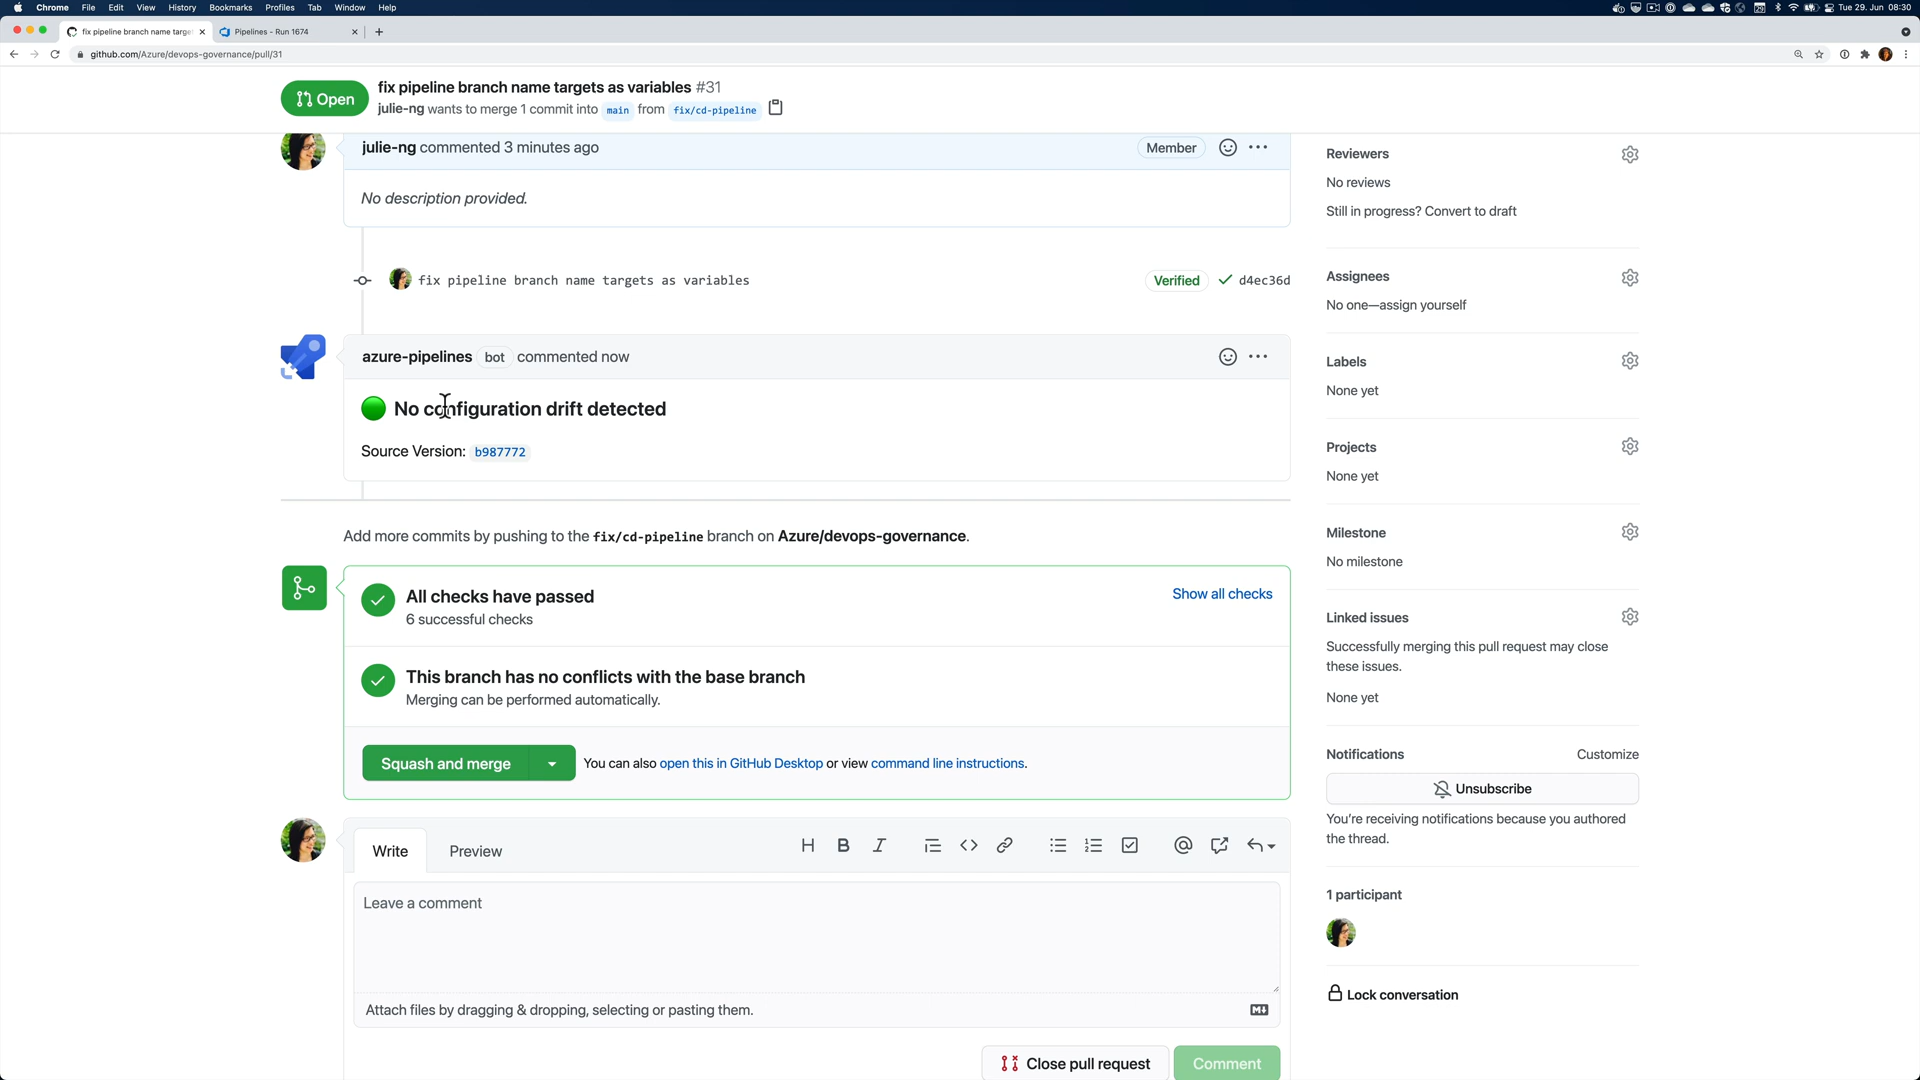 Chrome File Edit View History Bookmarks Profiles Tab Window Help
Tue 29. Jun 08:30
fix pipeline branch name targe
Pipelines - Run 1674
github.com/Azure/devops-governance/pull/31
Open
fix pipeline branch name targets as variables #31
julie-ng wants to merge 1 commit into main from fix/cd-pipeline
julie-ng commented 3 minutes ago
Member
No description provided.
fix pipeline branch name targets as variables
Verified
d4ec36d
azure-pipelines bot commented now
No configuration drift detected
Source Version: b987772
Add more commits by pushing to the fix/cd-pipeline branch on Azure/devops-governance.
All checks have passed
6 successful checks
Show all checks
This branch has no conflicts with the base branch
Merging can be performed automatically.
Squash and merge
You can also open this in GitHub Desktop or view command line instructions.
Write
Preview
Leave a comment
Attach files by dragging & dropping, selecting or pasting them.
Close pull request
Comment
Reviewers
No reviews
Still in progress? Convert to draft
Assignees
No one—assign yourself
Labels
None yet
Projects
None yet
Milestone
No milestone
Linked issues
Successfully merging this pull request may close
these issues.
None yet
Notifications
Customize
Unsubscribe
You're receiving notifications because you authored
the thread.
1 participant
Lock conversation